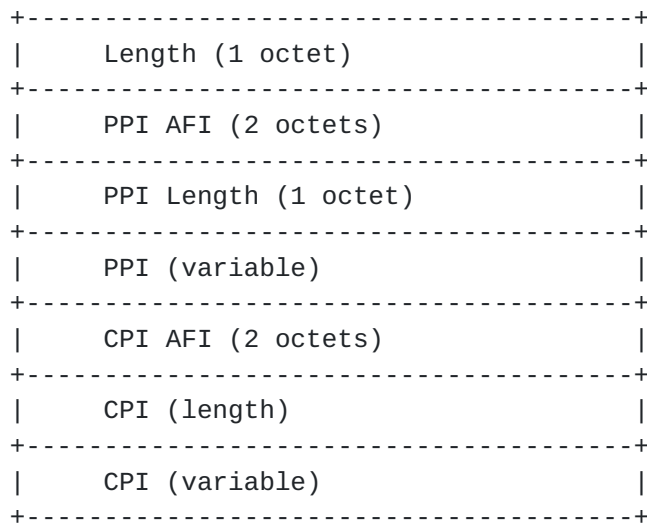 Length (1 octet)
PPI AFI (2 octets)
PPI Length (1 octet)
PPI (variable)
CPI AFI (2 octets)
CPI (length)
CPI (variable)